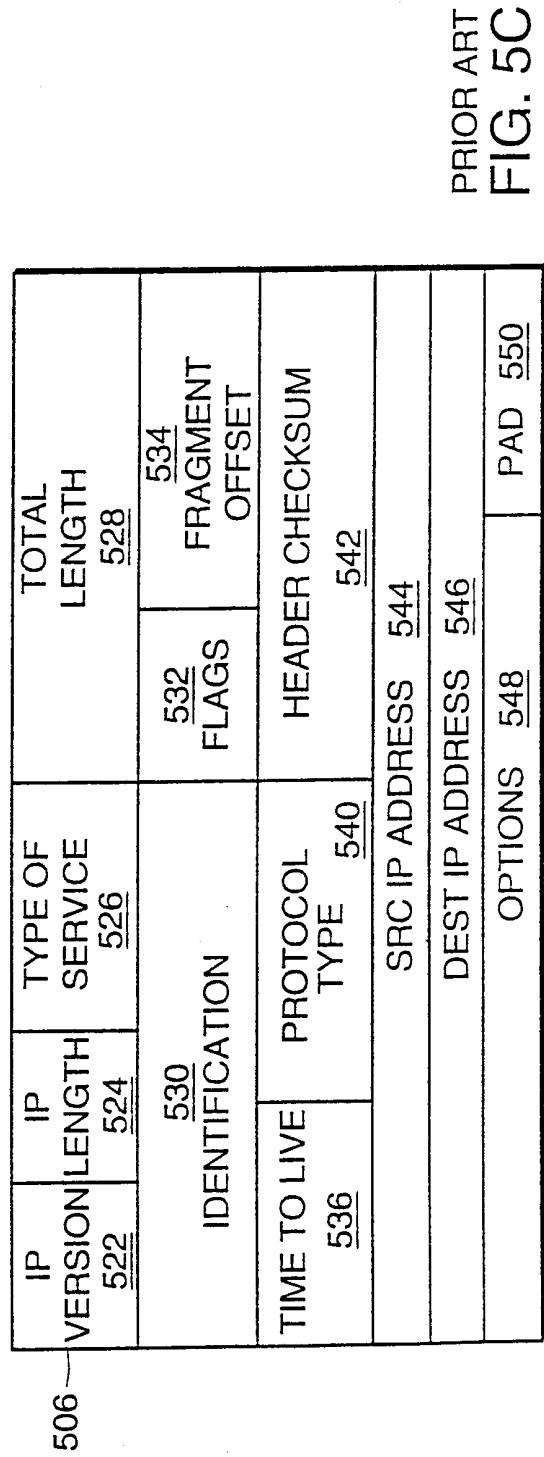 506
IP
VERSION
522
IP
LENGTH
524
TYPE OF
SERVICE
526
TOTAL
LENGTH
528
530
IDENTIFICATION
532
FLAGS
534
FRAGMENT
OFFSET
TIME TO LIVE
536
PROTOCOL
TYPE
540
HEADER CHECKSUM
542
SRC IP ADDRESS 544
DEST IP ADDRESS 546
OPTIONS 548
PAD 550
PRIOR ART
FIG. 5C